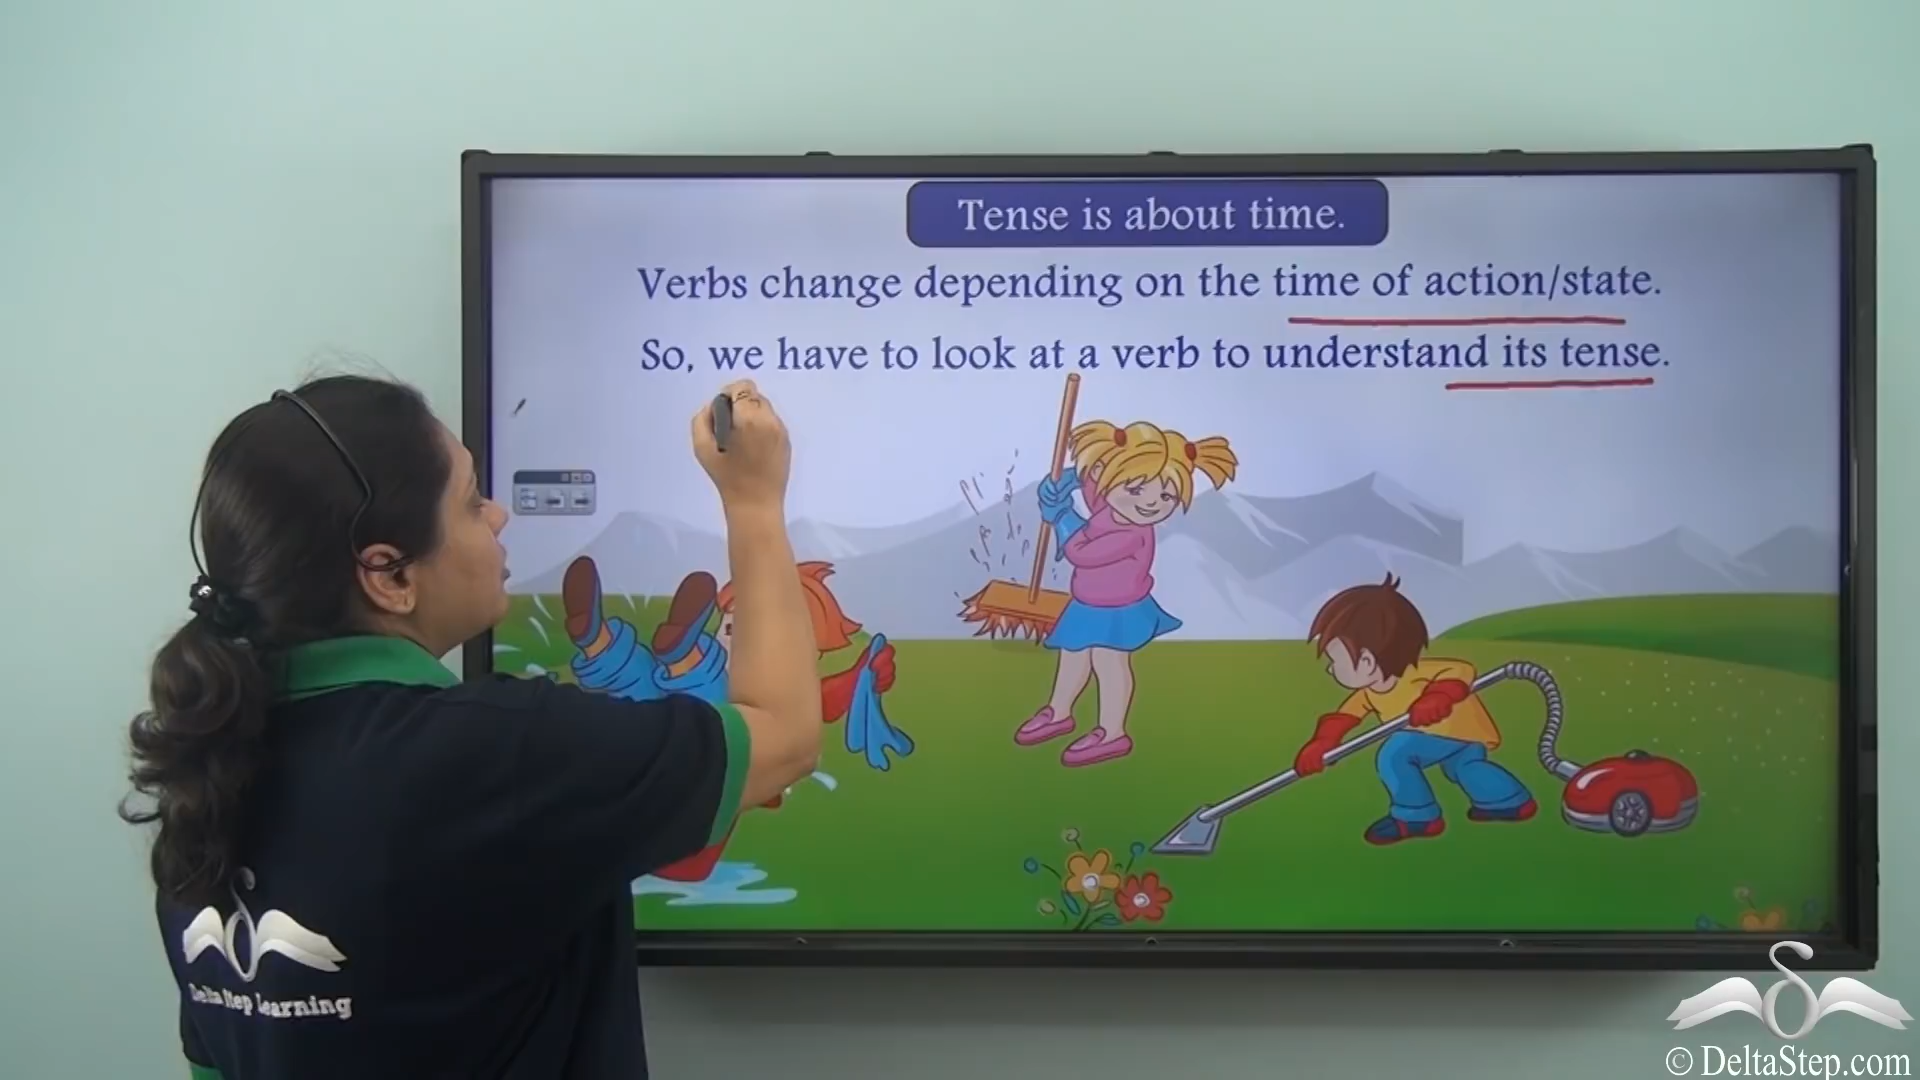 Tense is about time.
Verbs change depending on the time of action/state.
So, we have to look at a verb to understand its tense.
Delta Step Learning
© DeltaStep.com